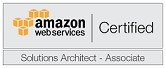 amazon
webservices
Certified
Solutions Architect - Associate